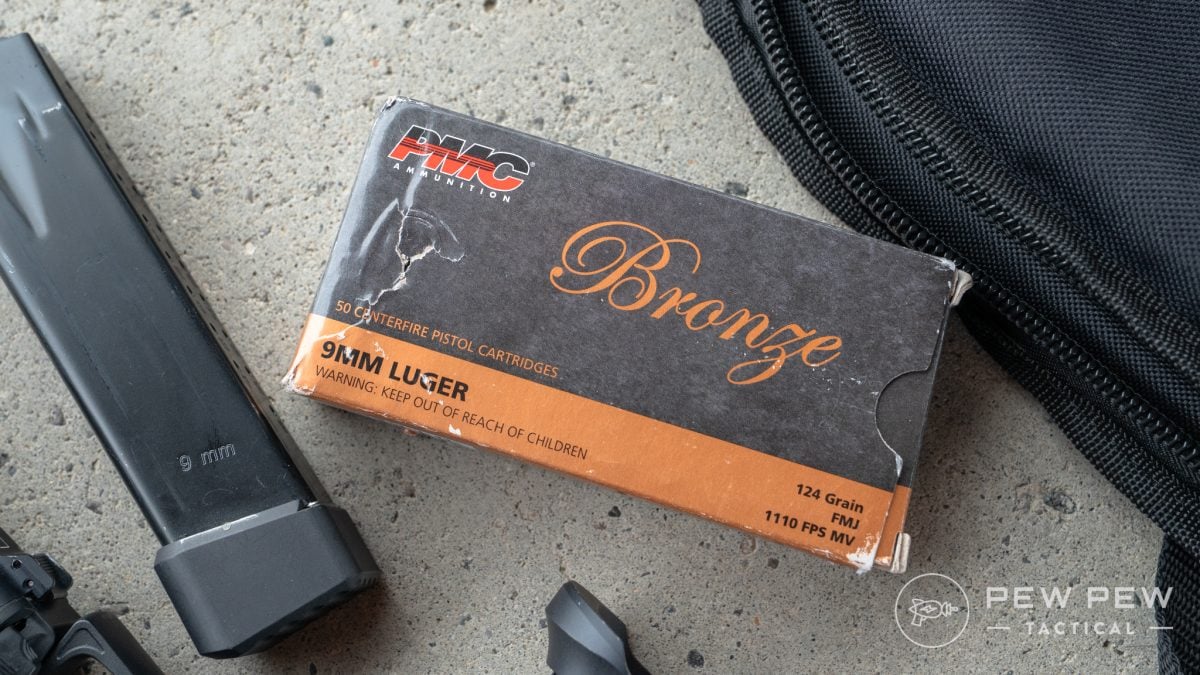 PMC
AMMUNITION
Bronze
50 CENTERFIRE PISTOL CARTRIDGES
9MM LUGER
WARNING: KEEP OUT OF REACH OF CHILDREN
124 Grain
FMJ
1110 FPS MV
9 mm
PEW PEW
TACTICAL